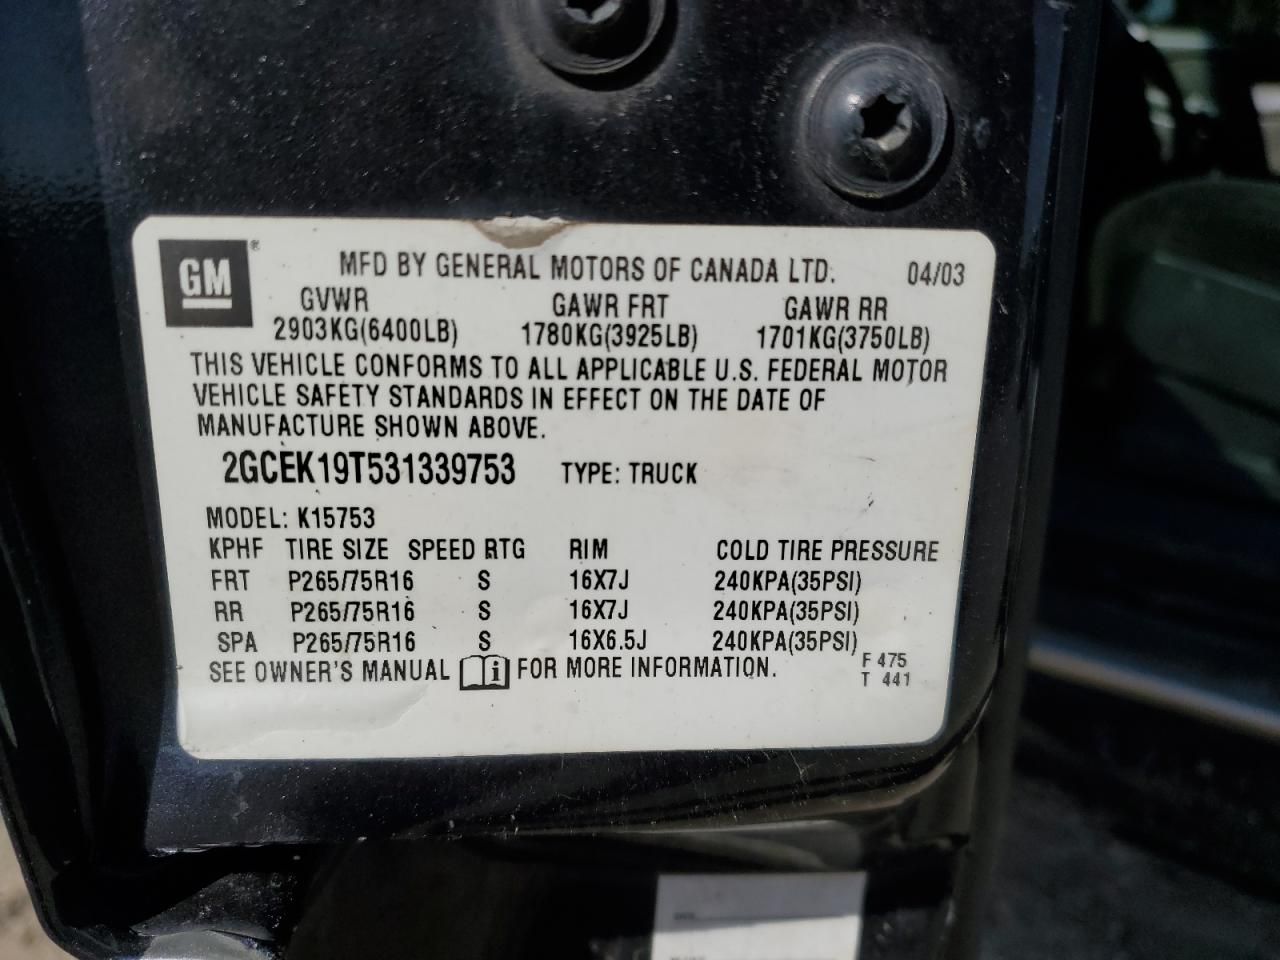 GM ®
MFD BY GENERAL MOTORS OF CANADA LTD. 04/03
GVWR GAWR FRT GAWR RR
2903KG(6400LB) 1780KG(3925LB) 1701KG(3750LB)
THIS VEHICLE CONFORMS TO ALL APPLICABLE U.S. FEDERAL MOTOR
VEHICLE SAFETY STANDARDS IN EFFECT ON THE DATE OF
MANUFACTURE SHOWN ABOVE.
2GCEK19T531339753 TYPE: TRUCK
MODEL: K15753
KPHF TIRE SIZE SPEED RTG RIM COLD TIRE PRESSURE
FRT P265/75R16 S 16X7J 240KPA(35PSI)
RR P265/75R16 S 16X7J 240KPA(35PSI)
SPA P265/75R16 S 16X6.5J 240KPA(35PSI)
SEE OWNER'S MANUAL i FOR MORE INFORMATION.
F 475
T 441